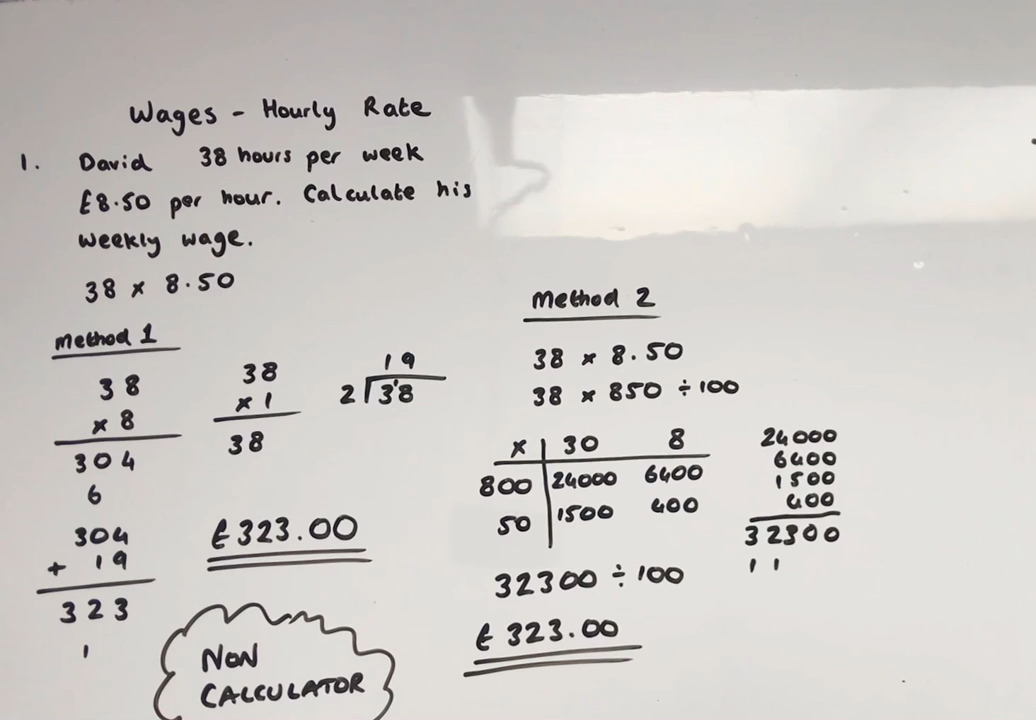 Wages - Hourly Rate
1. David 38 hours per week
£8.50 per hour. Calculate his
weekly wage.
38 × 8.50
Method 1
38
× 8
304
6
304
+ 19
323
1
38
× 1
38
19
2 3¹8
£323.00
NON
CALCULATOR
Method 2
38 × 8.50
38 × 850 ÷ 100
× 30 8
800 24000 6400
50 1500 400
24000
6400
1500
400
32300
1 1
32300 ÷ 100
£323.00